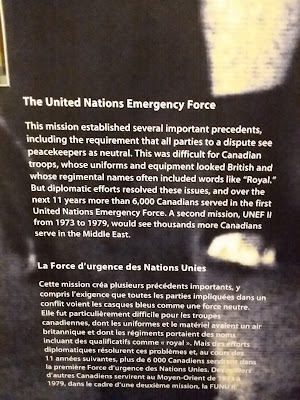 The United Nations Emergency Force
This mission established several important precedents,
including the requirement that all parties to a dispute see
peacekeepers as neutral. This was difficult for Canadian
troops, whose uniforms and equipment looked British and
whose regimental names often included words like “Royal.”
But diplomatic efforts resolved these issues, and over the
next 11 years more than 6,000 Canadians served in the first
United Nations Emergency Force. A second mission, UNEF II
from 1973 to 1979, would see thousands more Canadians
serve in the Middle East.
La Force d’urgence des Nations Unies
Cette mission créa plusieurs précédents importants, y
compris l’exigence que toutes les parties impliquées dans un
conflit voient les casques bleus comme une force neutre.
Elle fut particulièrement difficile pour les troupes
canadiennes, dont les uniformes et le matériel avaient un air
britannique et dont les régiments portaient des noms
incluant des qualificatifs comme « royal ». Mais des efforts
diplomatiques résolurent ces problèmes et, au cours des
11 années suivantes, plus de 6 000 Canadiens servirent dans
la première Force d’urgence des Nations Unies. Des milliers
d’autres Canadiens servirent au Moyen-Orient de 1973 à
1979, dans le cadre d’une deuxième mission, la FUNU II.